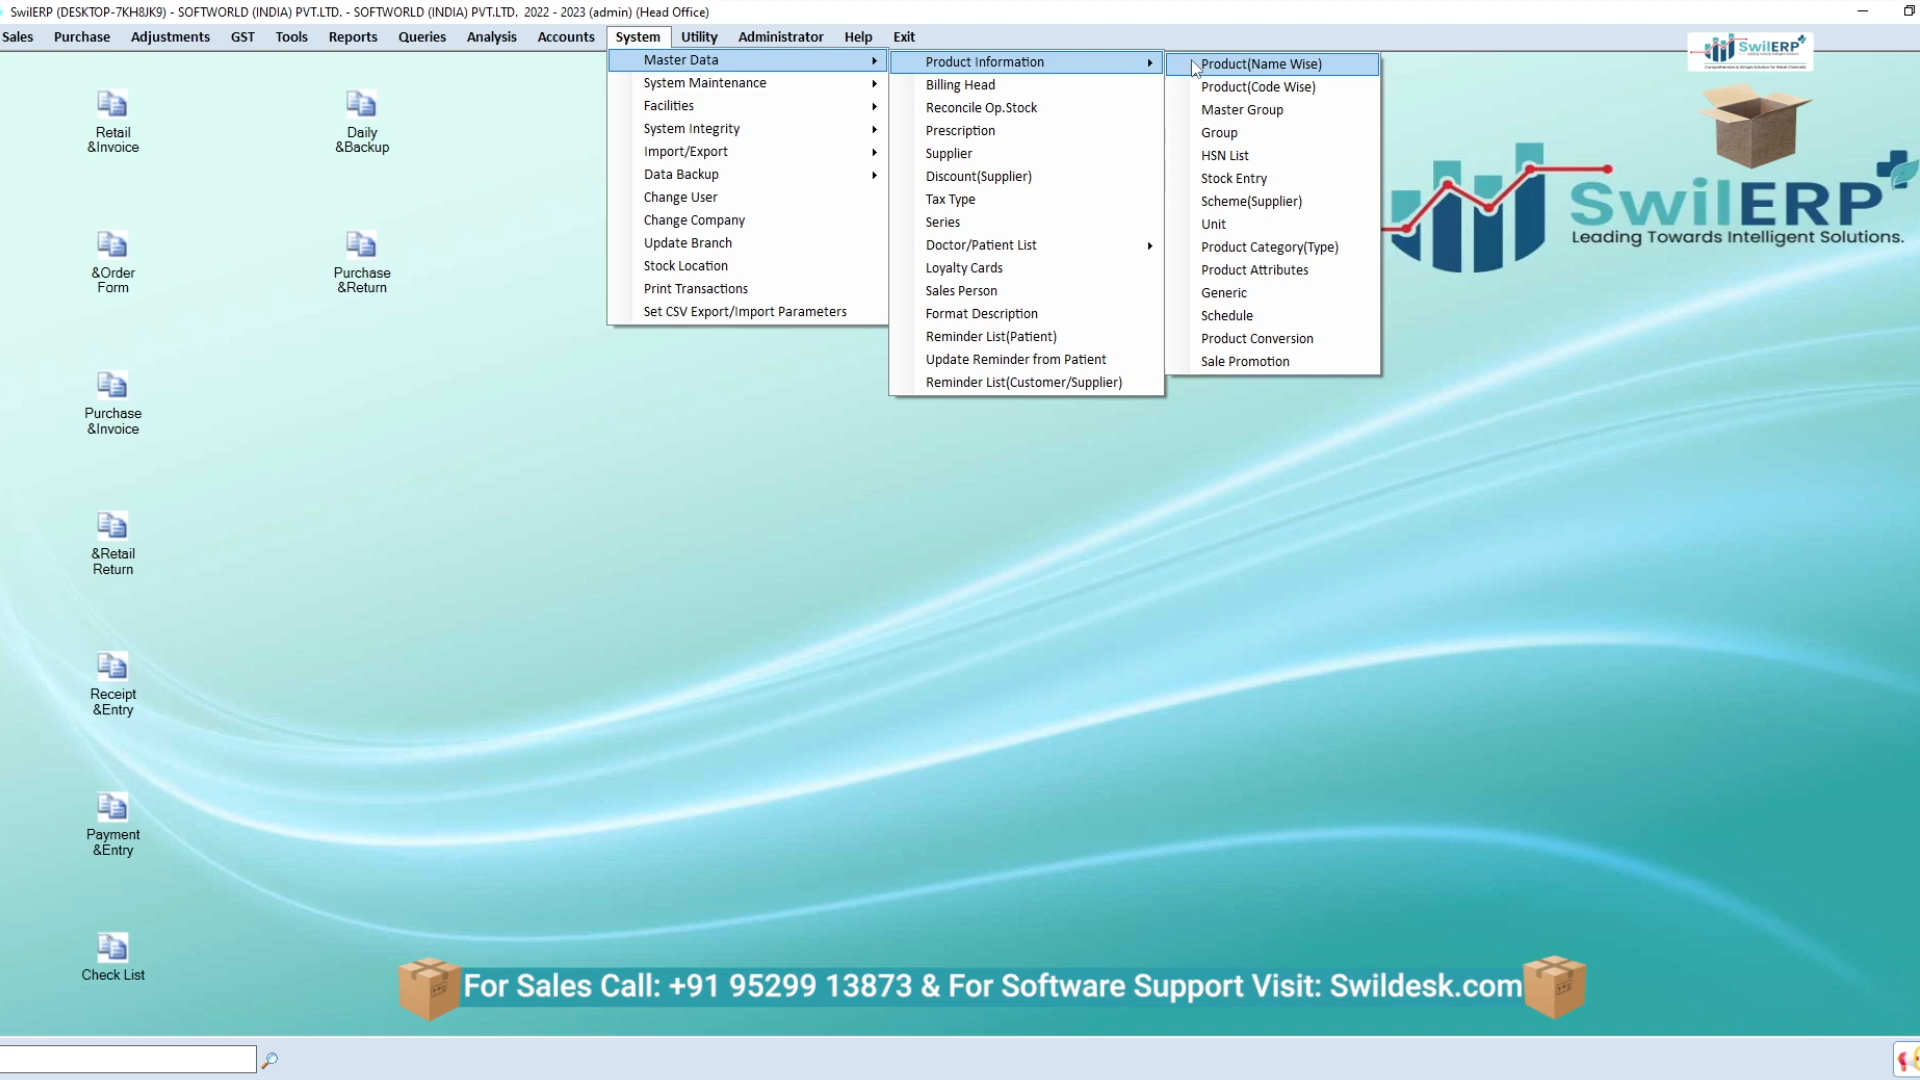 SwilERP (DESKTOP-7KH8JK9) - SOFTWORLD (INDIA) PVT.LTD. - SOFTWORLD (INDIA) PVT.LTD.  2022 - 2023 (admin) (Head Office)
Sales Purchase Adjustments GST Tools Reports Queries Analysis Accounts System Utility Administrator Help Exit
Master Data
System Maintenance
Facilities
System Integrity
Import/Export
Data Backup
Change User
Change Company
Update Branch
Stock Location
Print Transactions
Set CSV Export/Import Parameters
Product Information
Billing Head
Reconcile Op.Stock
Prescription
Supplier
Discount(Supplier)
Tax Type
Series
Doctor/Patient List
Loyalty Cards
Sales Person
Format Description
Reminder List(Patient)
Update Reminder from Patient
Reminder List(Customer/Supplier)
Product(Name Wise)
Product(Code Wise)
Master Group
Group
HSN List
Stock Entry
Scheme(Supplier)
Unit
Product Category(Type)
Product Attributes
Generic
Schedule
Product Conversion
Sale Promotion
SwilERP
SwilERP
Leading Towards Intelligent Solutions.
Retail
&Invoice
Daily
&Backup
&Order
Form
Purchase
&Return
Purchase
&Invoice
&Retail
Return
Receipt
&Entry
Payment
&Entry
Check List
For Sales Call: +91 95299 13873 & For Software Support Visit: Swildesk.com